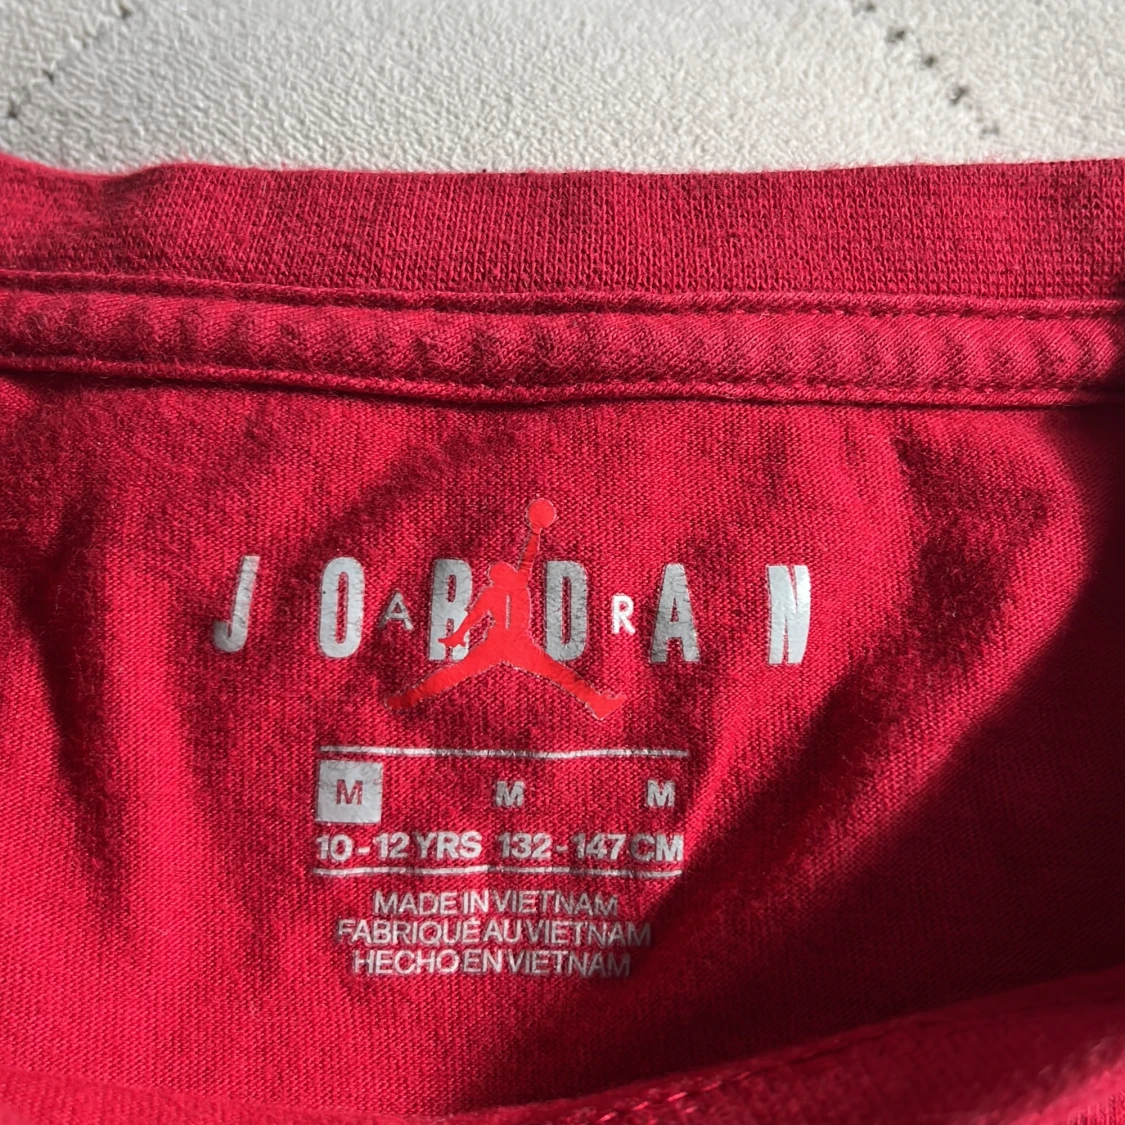 JORDAN
AIR
M M M
10-12 YRS 132-147 CM
MADE IN VIETNAM
FABRIQUÉ AU VIETNAM
HECHO EN VIETNAM